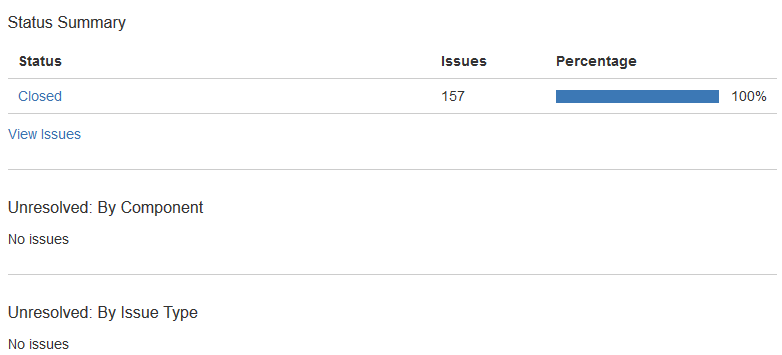 Status Summary
Status Issues Percentage
Closed 157 100%
View Issues
Unresolved: By Component
No issues
Unresolved: By Issue Type
No issues